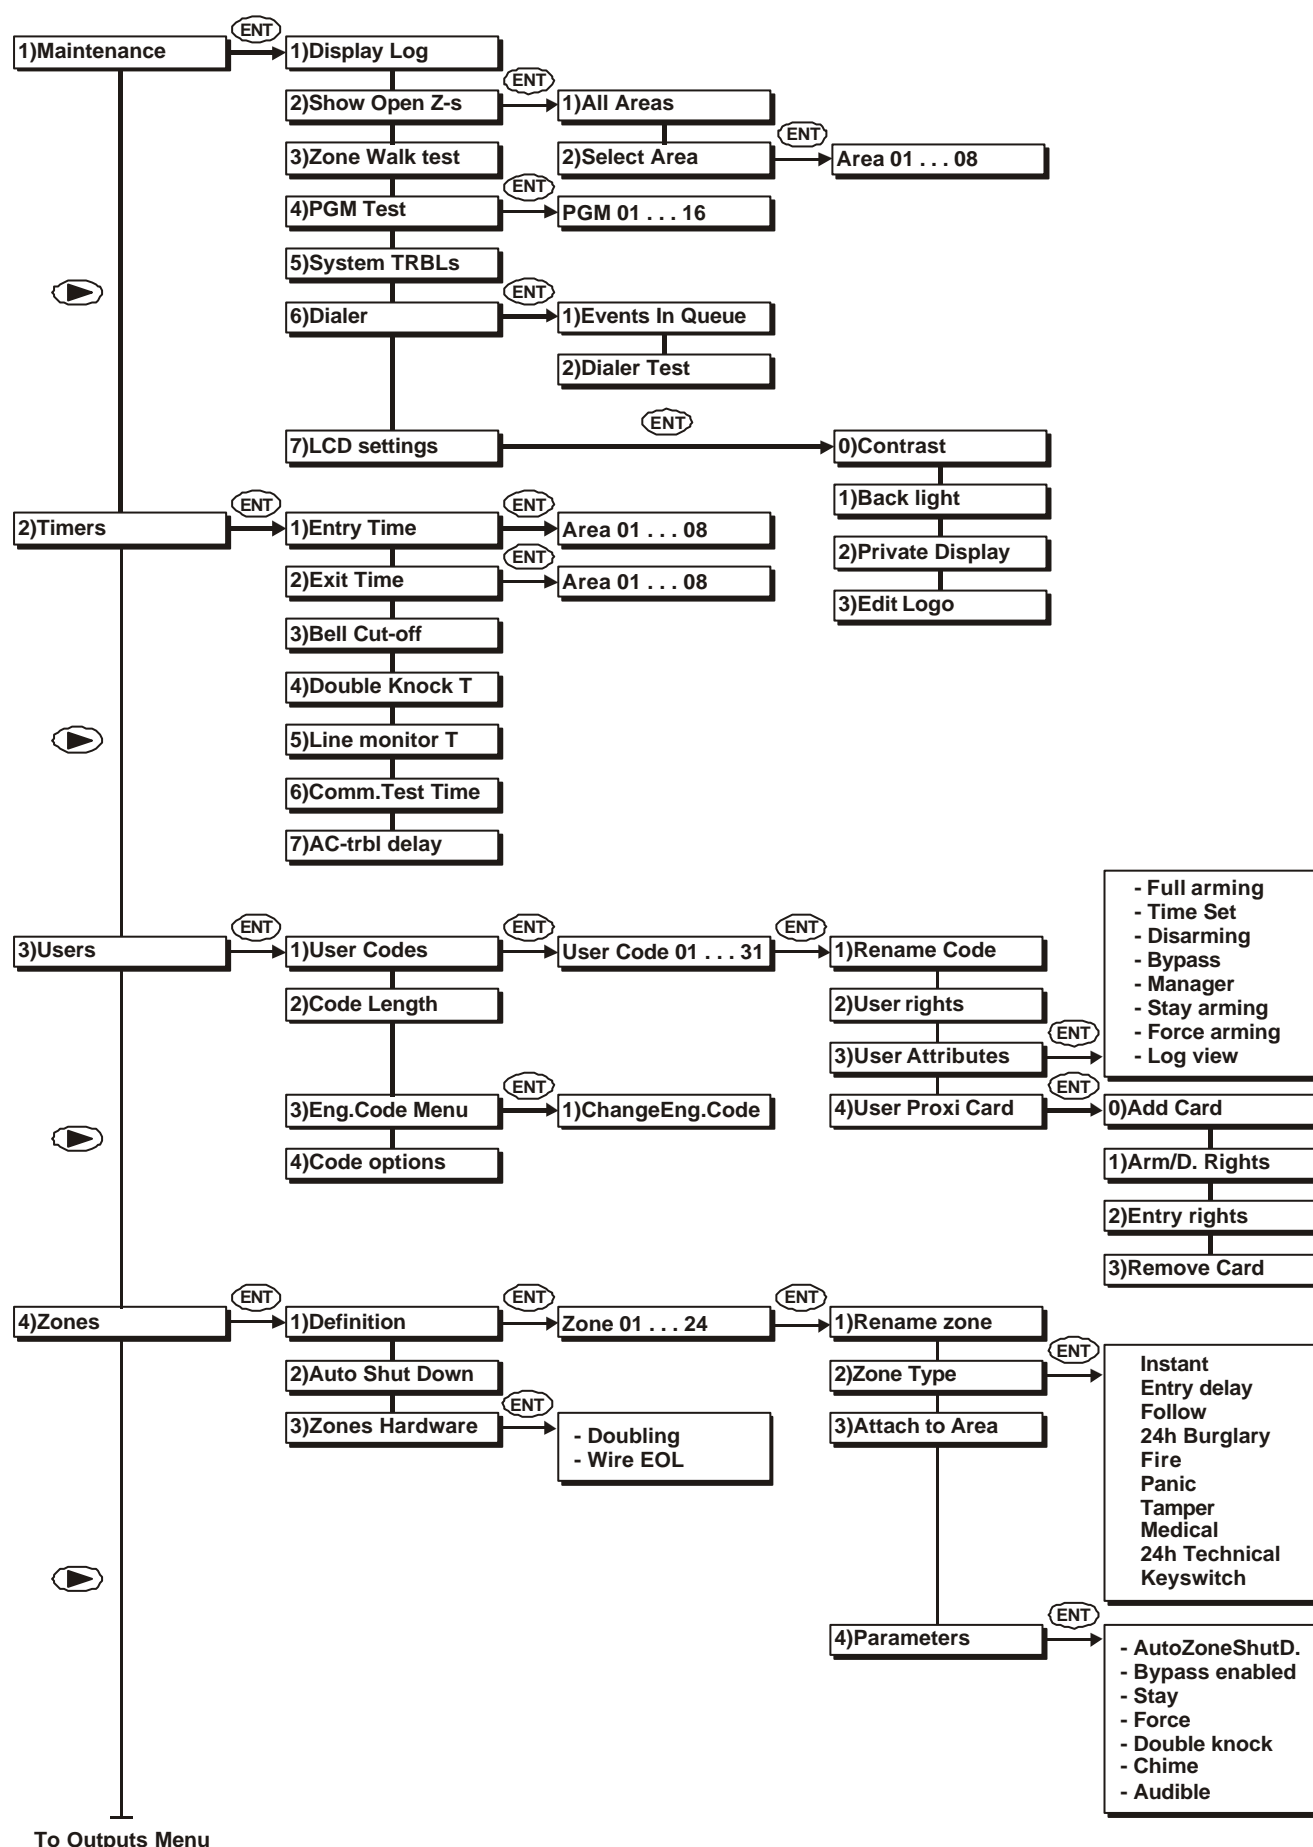 ENT
1)Maintenance
1)Display Log
ENT
2)Show Open Z-s
1)All Areas
ENT
3)Zone Walk test
2)Select Area
Area 01 . . . 08
ENT
4)PGM Test
PGM 01 . . . 16
5)System TRBLs
ENT
6)Dialer
1)Events In Queue
2)Dialer Test
ENT
7)LCD settings
0)Contrast
1)Back light
2)Private Display
3)Edit Logo
ENT
ENT
2)Timers
1)Entry Time
Area 01 . . . 08
ENT
2)Exit Time
Area 01 . . . 08
3)Bell Cut-off
4)Double Knock T
5)Line monitor T
6)Comm.Test Time
7)AC-trbl delay
ENT
ENT
ENT
3)Users
1)User Codes
User Code 01 . . . 31
1)Rename Code
2)Code Length
2)User rights
3)User Attributes
ENT
- Full arming
- Time Set
- Disarming
- Bypass
- Manager
- Stay arming
- Force arming
- Log view
ENT
3)Eng.Code Menu
ENT
1)ChangeEng.Code
4)User Proxi Card
0)Add Card
4)Code options
1)Arm/D. Rights
2)Entry rights
3)Remove Card
ENT
ENT
ENT
4)Zones
1)Definition
Zone 01 . . . 24
1)Rename zone
2)Auto Shut Down
2)Zone Type
ENT
Instant
Entry delay
Follow
24h Burglary
Fire
Panic
Tamper
Medical
24h Technical
Keyswitch
3)Zones Hardware
ENT
- Doubling
- Wire EOL
3)Attach to Area
4)Parameters
ENT
- AutoZoneShutD.
- Bypass enabled
- Stay
- Force
- Double knock
- Chime
- Audible
To Outputs Menu